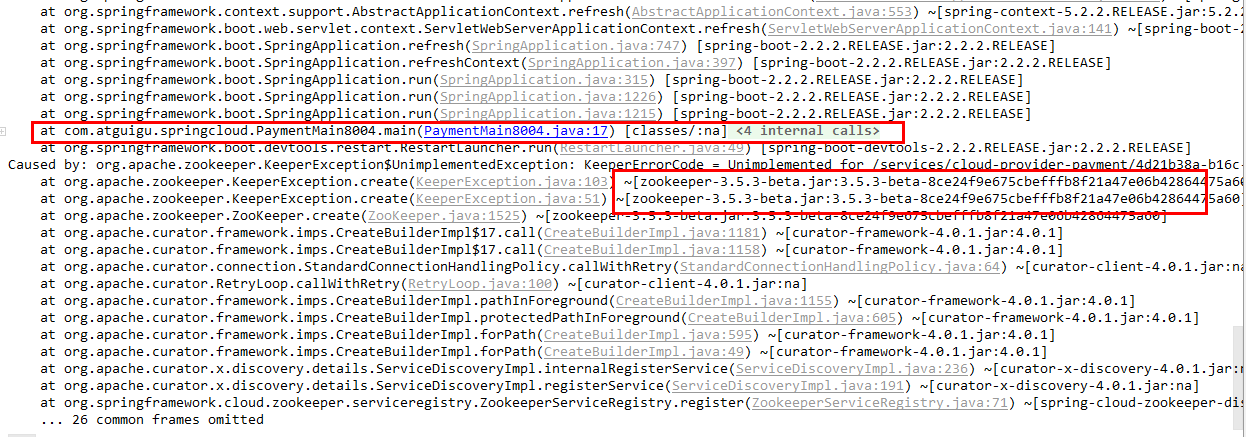 at org.springframework.context.support.AbstractApplicationContext.refresh(AbstractApplicationContext.java:553) ~[spring-context-5.2.2.RELEASE.jar:5.2.2
at org.springframework.boot.web.servlet.context.ServletWebServerApplicationContext.refresh(ServletWebServerApplicationContext.java:141) ~[spring-boot-2
at org.springframework.boot.SpringApplication.refresh(SpringApplication.java:747) [spring-boot-2.2.2.RELEASE.jar:2.2.2.RELEASE]
at org.springframework.boot.SpringApplication.refreshContext(SpringApplication.java:397) [spring-boot-2.2.2.RELEASE.jar:2.2.2.RELEASE]
at org.springframework.boot.SpringApplication.run(SpringApplication.java:315) [spring-boot-2.2.2.RELEASE.jar:2.2.2.RELEASE]
at org.springframework.boot.SpringApplication.run(SpringApplication.java:1226) [spring-boot-2.2.2.RELEASE.jar:2.2.2.RELEASE]
at org.springframework.boot.SpringApplication.run(SpringApplication.java:1215) [spring-boot-2.2.2.RELEASE.jar:2.2.2.RELEASE]
at com.atguigu.springcloud.PaymentMain8004.main(PaymentMain8004.java:17) [classes/:na] <4 internal calls>
at org.springframework.boot.devtools.restart.RestartLauncher.run(RestartLauncher.java:49) [spring-boot-devtools-2.2.2.RELEASE.jar:2.2.2.RELEASE]
Caused by: org.apache.zookeeper.KeeperException$UnimplementedException: KeeperErrorCode = Unimplemented for /services/cloud-provider-payment/4d21b38a-b16c-
at org.apache.zookeeper.KeeperException.create(KeeperException.java:103) ~[zookeeper-3.5.3-beta.jar:3.5.3-beta-8ce24f9e675cbefffb8f21a47e06b42864475a60
at org.apache.zookeeper.KeeperException.create(KeeperException.java:51) ~[zookeeper-3.5.3-beta.jar:3.5.3-beta-8ce24f9e675cbefffb8f21a47e06b42864475a60]
at org.apache.zookeeper.ZooKeeper.create(ZooKeeper.java:1525) ~[zookeeper-3.5.3-beta.jar:3.5.3-beta-8ce24f9e675cbefffb8f21a47e06b42864475a60]
at org.apache.curator.framework.imps.CreateBuilderImpl$17.call(CreateBuilderImpl.java:1181) ~[curator-framework-4.0.1.jar:4.0.1]
at org.apache.curator.framework.imps.CreateBuilderImpl$17.call(CreateBuilderImpl.java:1158) ~[curator-framework-4.0.1.jar:4.0.1]
at org.apache.curator.connection.StandardConnectionHandlingPolicy.callWithRetry(StandardConnectionHandlingPolicy.java:64) ~[curator-client-4.0.1.jar:na
at org.apache.curator.RetryLoop.callWithRetry(RetryLoop.java:100) ~[curator-client-4.0.1.jar:na]
at org.apache.curator.framework.imps.CreateBuilderImpl.pathInForeground(CreateBuilderImpl.java:1155) ~[curator-framework-4.0.1.jar:4.0.1]
at org.apache.curator.framework.imps.CreateBuilderImpl.protectedPathInForeground(CreateBuilderImpl.java:605) ~[curator-framework-4.0.1.jar:4.0.1]
at org.apache.curator.framework.imps.CreateBuilderImpl.forPath(CreateBuilderImpl.java:595) ~[curator-framework-4.0.1.jar:4.0.1]
at org.apache.curator.framework.imps.CreateBuilderImpl.forPath(CreateBuilderImpl.java:49) ~[curator-framework-4.0.1.jar:4.0.1]
at org.apache.curator.x.discovery.details.ServiceDiscoveryImpl.internalRegisterService(ServiceDiscoveryImpl.java:236) ~[curator-x-discovery-4.0.1.jar:na
at org.apache.curator.x.discovery.details.ServiceDiscoveryImpl.registerService(ServiceDiscoveryImpl.java:191) ~[curator-x-discovery-4.0.1.jar:na]
at org.springframework.cloud.zookeeper.serviceregistry.ZookeeperServiceRegistry.register(ZookeeperServiceRegistry.java:71) ~[spring-cloud-zookeeper-dis
... 26 common frames omitted